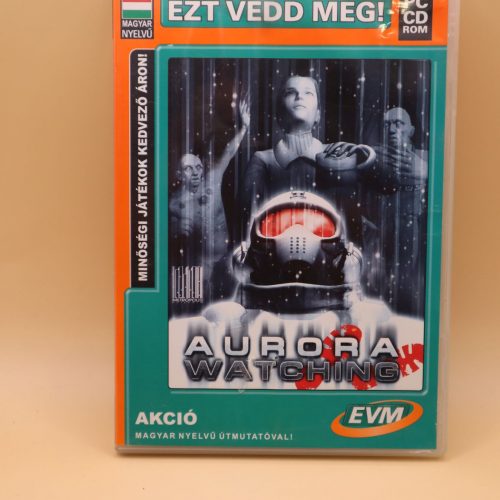 MAGYAR
NYELVŰ
EZT VEDD MEG!
PC
CD
ROM
MINŐSÉGI JÁTÉKOK KEDVEZŐ ÁRON!
METROPOLIS
AURORA
WATCHING
AKCIÓ
MAGYAR NYELVŰ ÚTMUTATÓVAL!
EVM